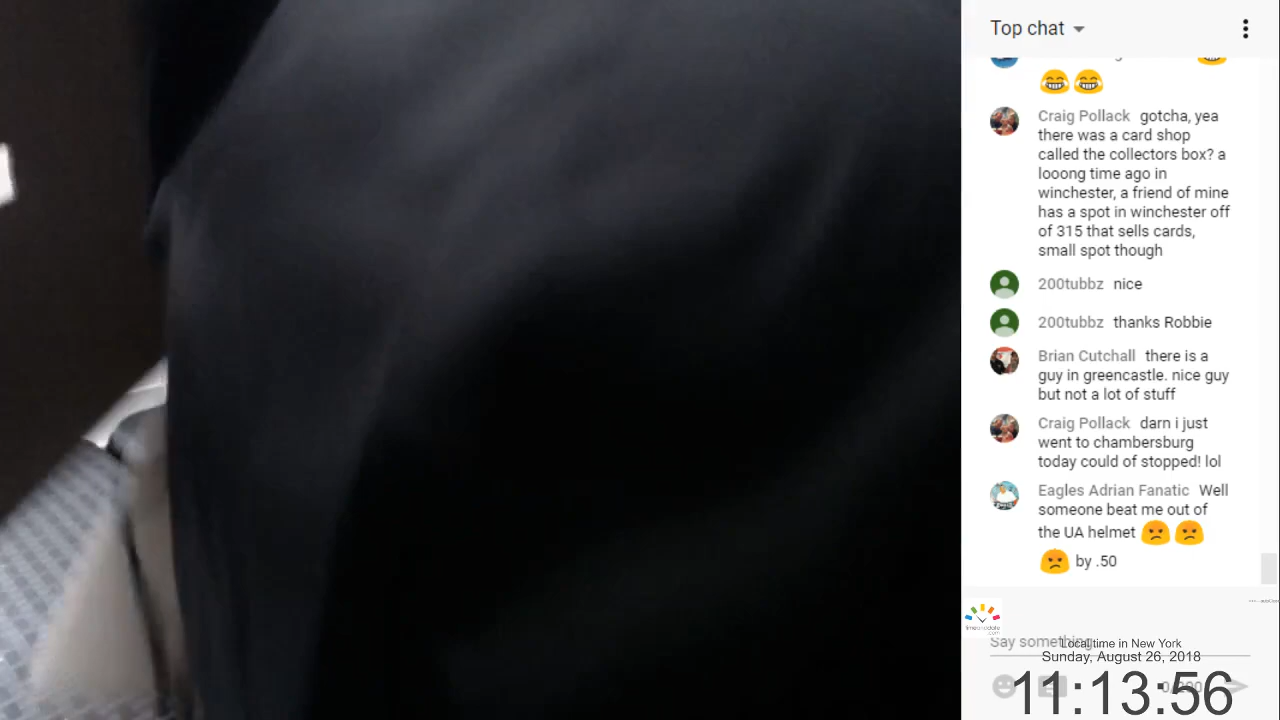 Top chat
Craig Pollack gotcha, yea
there was a card shop
called the collectors box? a
looong time ago in
winchester, a friend of mine
has a spot in winchester off
of 315 that sells cards,
small spot though
200tubbz nice
200tubbz thanks Robbie
Brian Cutchall there is a
guy in greencastle. nice guy
but not a lot of stuff
Craig Pollack darn i just
went to chambersburg
today could of stopped! lol
Eagles Adrian Fanatic Well
someone beat me out of
the UA helmet 😠 😠
😠 by .50
Say something...
Local time in New York
Sunday, August 26, 2018
0/200
11:13:56